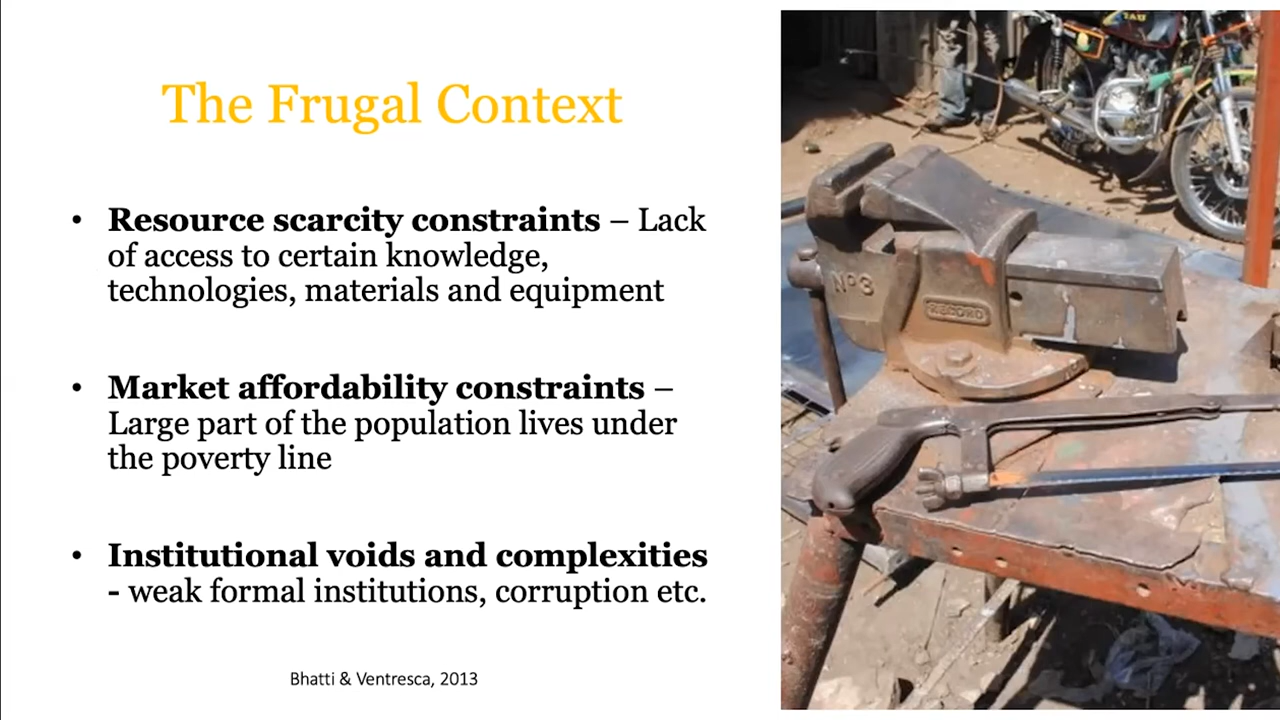 The Frugal Context
• Resource scarcity constraints – Lack
of access to certain knowledge,
technologies, materials and equipment
• Market affordability constraints –
Large part of the population lives under
the poverty line
• Institutional voids and complexities
- weak formal institutions, corruption etc.
Bhatti & Ventresca, 2013
Nº3
RECORD